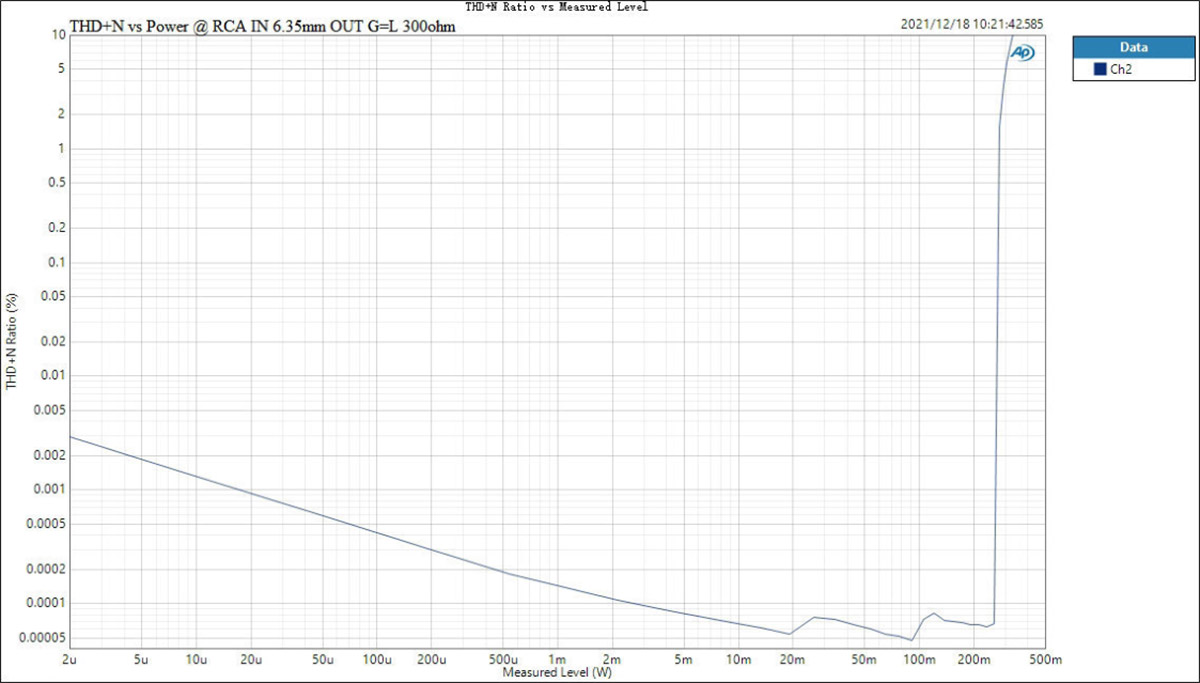 THD+N Ratio vs Measured Level
THD+N vs Power @ RCA IN 6.35mm OUT G=L 300ohm
2021/12/18 10:21:42.585
AP
Data
Ch2
THD+N Ratio (%)
10
5
2
1
0.5
0.2
0.1
0.05
0.02
0.01
0.005
0.002
0.001
0.0005
0.0002
0.0001
0.00005
2u 5u 10u 20u 50u 100u 200u 500u 1m 2m 5m 10m 20m 50m 100m 200m 500m
Measured Level (W)